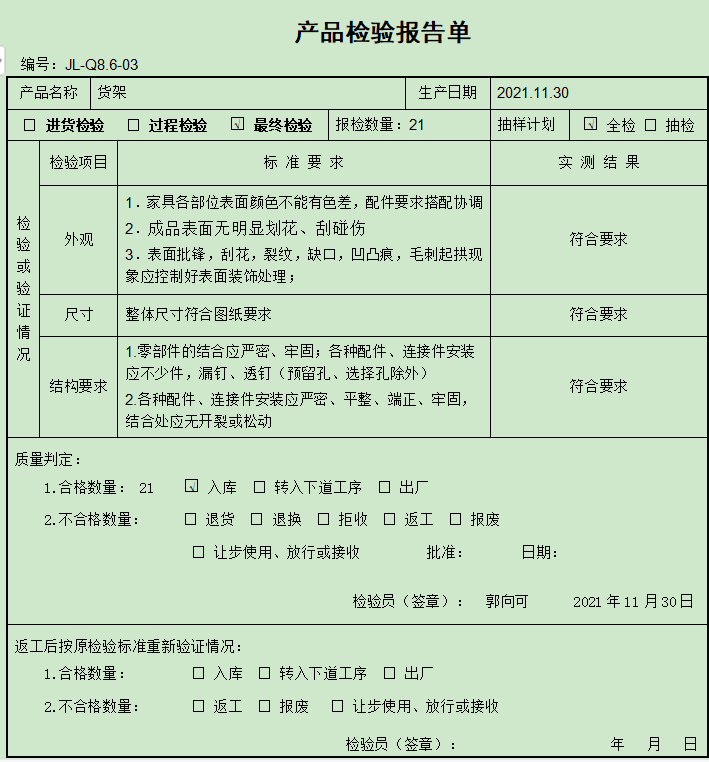 产品检验报告单
编号：JL-Q8.6-03
产品名称 货架 生产日期 2021.11.30
□ 进货检验 □ 过程检验 ☑ 最终检验 报检数量：21 抽样计划 ☑ 全检 □ 抽检
检验或验证情况
检验项目 标 准 要 求 实 测 结 果
外观
1．家具各部位表面颜色不能有色差，配件要求搭配协调
2．成品表面无明显划花、刮碰伤
3．表面批锋，刮花，裂纹，缺口，凹凸痕，毛刺起拱现
象应控制好表面装饰处理；
符合要求
尺寸 整体尺寸符合图纸要求 符合要求
结构要求
1.零部件的结合应严密、牢固；各种配件、连接件安装
应不少件，漏钉、透钉（预留孔、选择孔除外）
2.各种配件、连接件安装应严密、平整、端正、牢固，
结合处应无开裂或松动
符合要求
质量判定：
1.合格数量： 21 ☑ 入库 □ 转入下道工序 □ 出厂
2.不合格数量： □ 退货 □ 退换 □ 拒收 □ 返工 □ 报废
□ 让步使用、放行或接收 批准： 日期：
检验员（签章）： 郭向可 2021 年 11 月 30 日
返工后按原检验标准重新验证情况：
1.合格数量： □ 入库 □ 转入下道工序 □ 出厂
2.不合格数量： □ 返工 □ 报废 □ 让步使用、放行或接收
检验员（签章）： 年 月 日